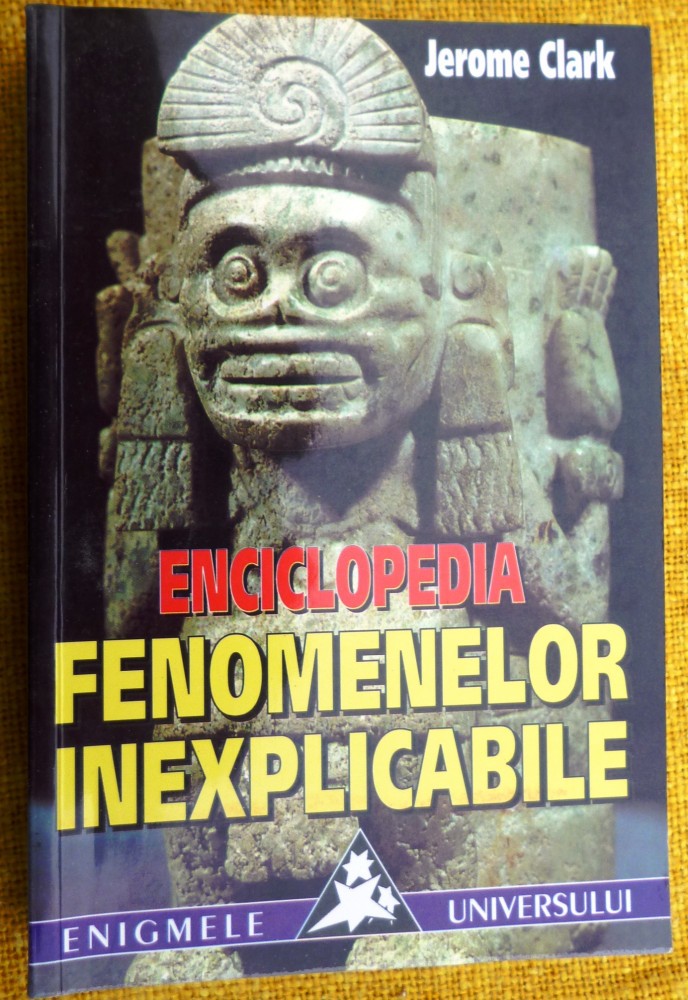 Jerome Clark
ENCICLOPEDIA
FENOMENELOR
INEXPLICABILE
ENIGMELE UNIVERSULUI